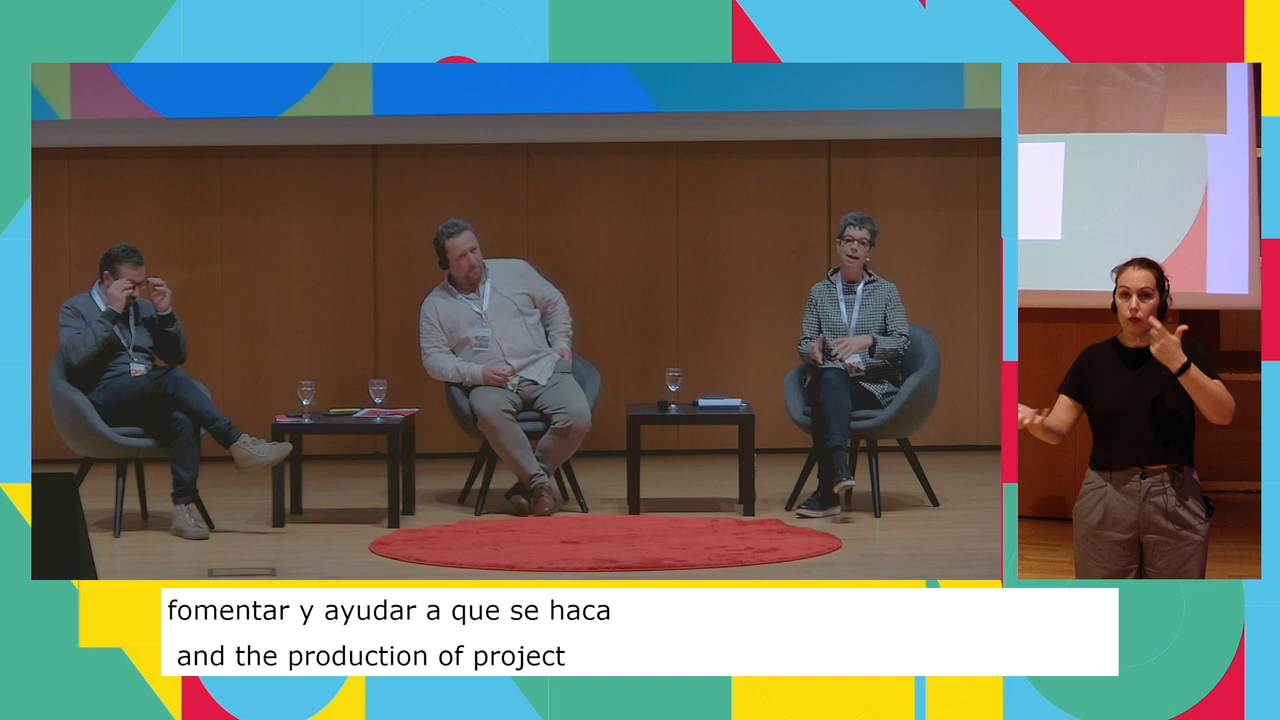 fomentar y ayudar a que se haca
and the production of project